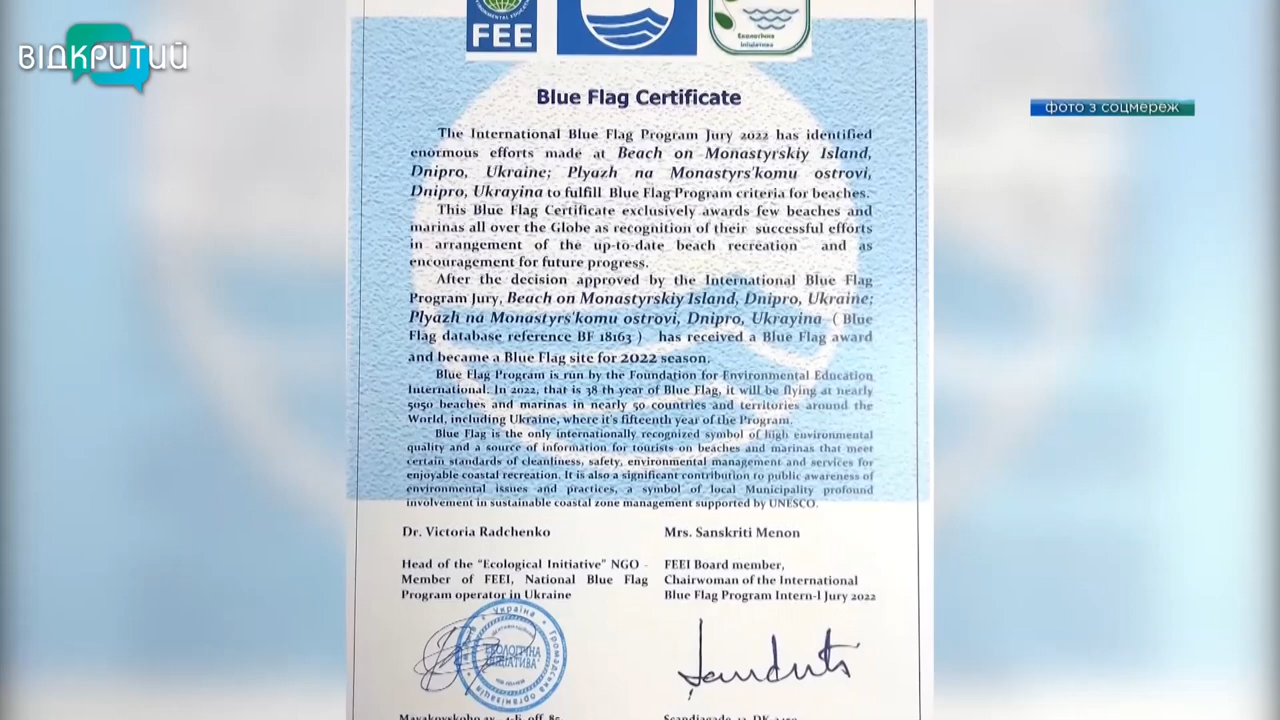 ВІДКРИТИЙ
фото з соцмереж
FEE
Екологічна
ініціатива
Blue Flag Certificate
The International Blue Flag Program Jury 2022 has identified
enormous efforts made at Beach on Monastyrskiy Island,
Dnipro, Ukraine; Plyazh na Monastyrs'komu ostrovi,
Dnipro, Ukrayina to fulfill Blue Flag Program criteria for beaches.
This Blue Flag Certificate exclusively awards few beaches and
marinas all over the Globe as recognition of their successful efforts
in arrangement of the up-to-date beach recreation and as
encouragement for future progress.
After the decision approved by the International Blue Flag
Program Jury, Beach on Monastyrskiy Island, Dnipro, Ukraine;
Plyazh na Monastyrs'komu ostrovi, Dnipro, Ukrayina ( Blue
Flag database reference BF 18163 ) has received a Blue Flag award
and became a Blue Flag site for 2022 season.
Blue Flag Program is run by the Foundation for Environmental Education
International. In 2022, that is 38 th year of Blue Flag, it will be flying at nearly
5050 beaches and marinas in nearly 50 countries and territories around the
World, including Ukraine, where it's fifteenth year of the Program.
Blue Flag is the only internationally recognized symbol of high environmental
quality and a source of information for tourists on beaches and marinas that meet
certain standards of cleanliness, safety, environmental management and services for
enjoyable coastal recreation. It is also a significant contribution to public awareness of
environmental issues and practices, a symbol of local Municipality profound
involvement in sustainable coastal zone management supported by UNESCO.
Dr. Victoria Radchenko
Head of the “Ecological Initiative” NGO -
Member of FEEI, National Blue Flag
Program operator in Ukraine
Mrs. Sanskriti Menon
FEEI Board member,
Chairwoman of the International
Blue Flag Program Intern-l Jury 2022
Україна
Громадська організація
ЕКОЛОГІЧНА
ІНІЦІАТИВА